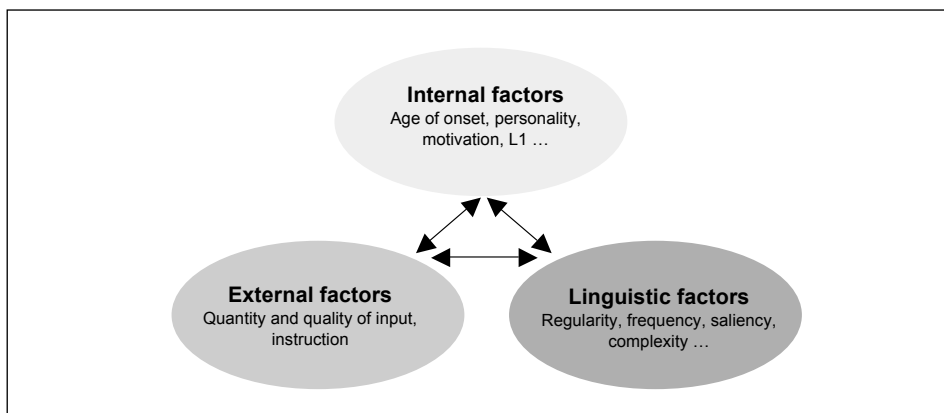 Internal factors
Age of onset, personality,
motivation, L1 …
External factors
Quantity and quality of input,
instruction
Linguistic factors
Regularity, frequency, saliency,
complexity …